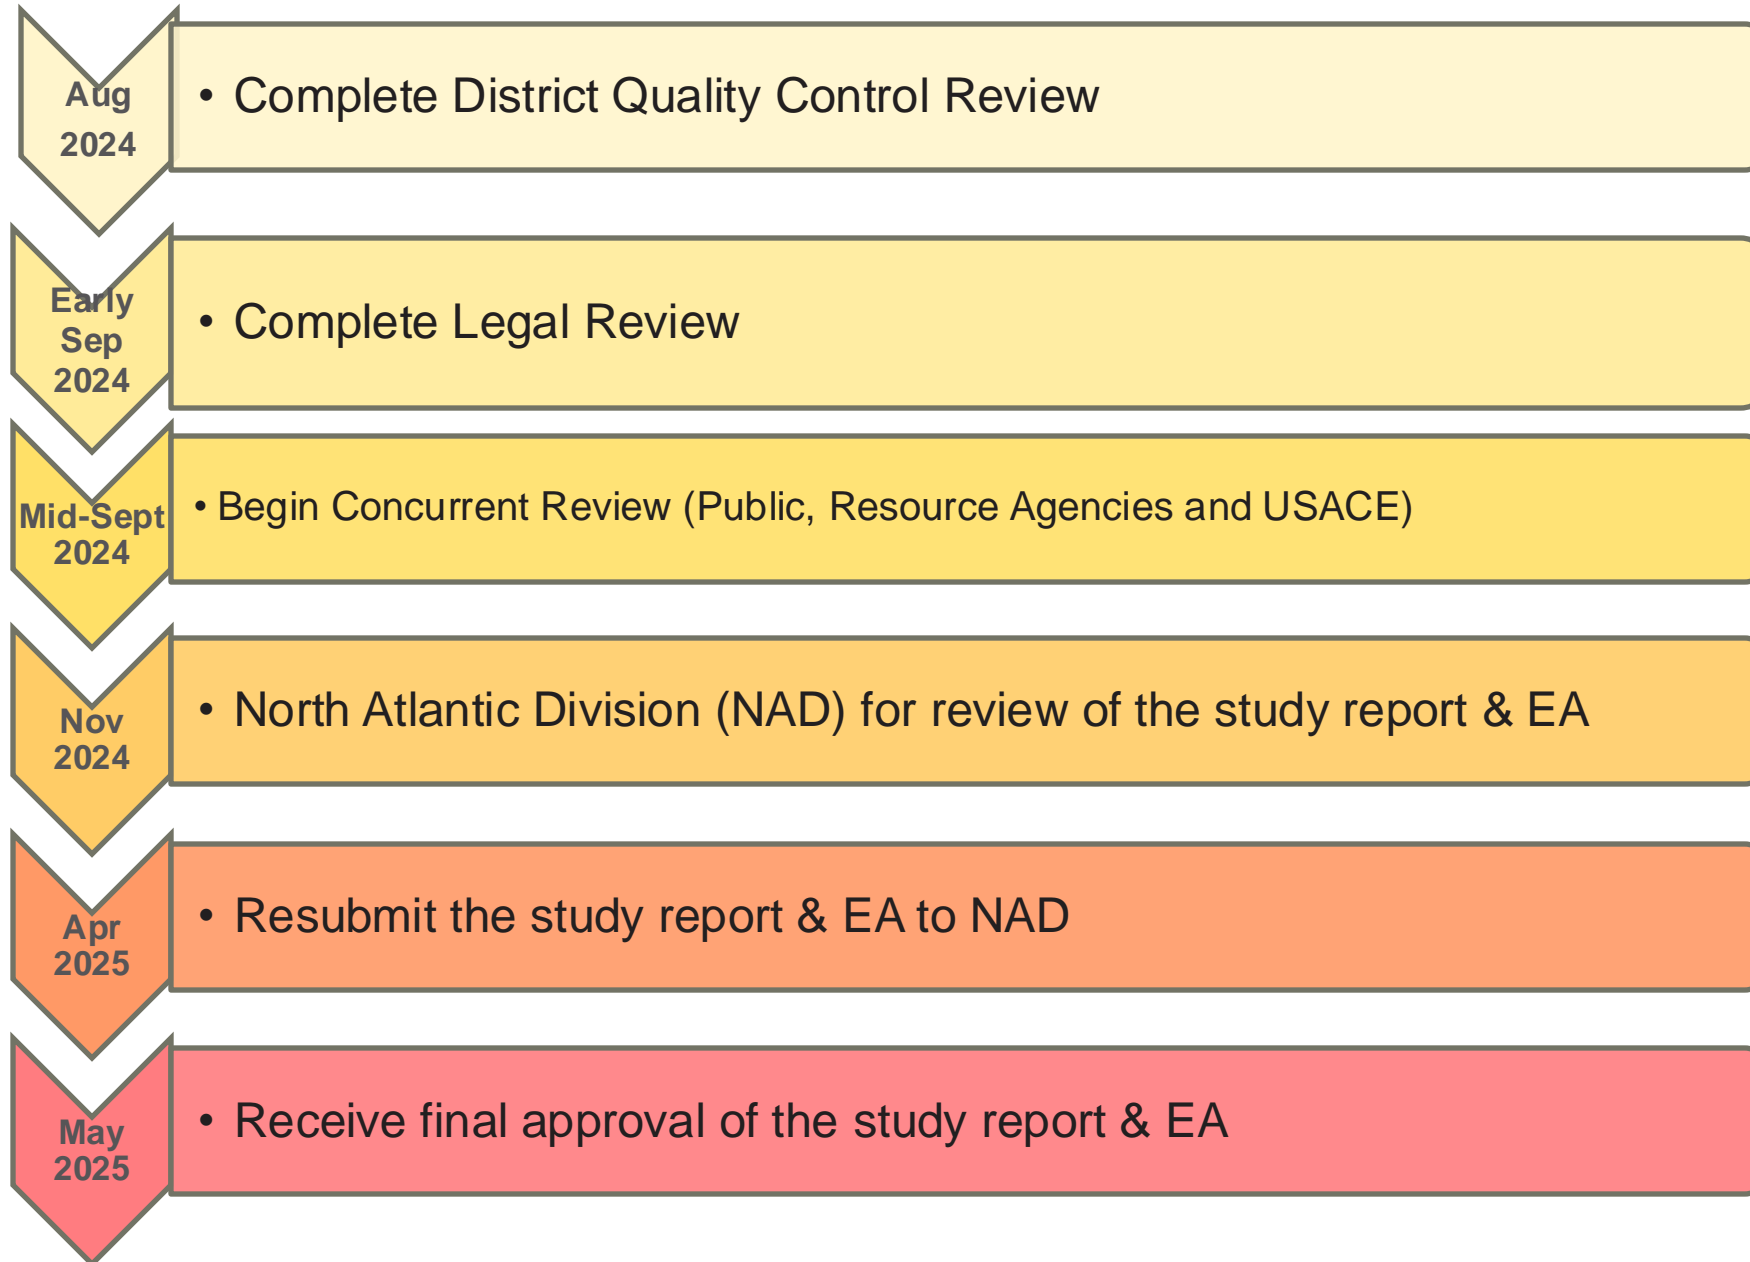 Aug
2024
• Complete District Quality Control Review
Early
Sep
2024
• Complete Legal Review
Mid-Sept
2024
• Begin Concurrent Review (Public, Resource Agencies and USACE)
Nov
2024
• North Atlantic Division (NAD) for review of the study report & EA
Apr
2025
• Resubmit the study report & EA to NAD
May
2025
• Receive final approval of the study report & EA